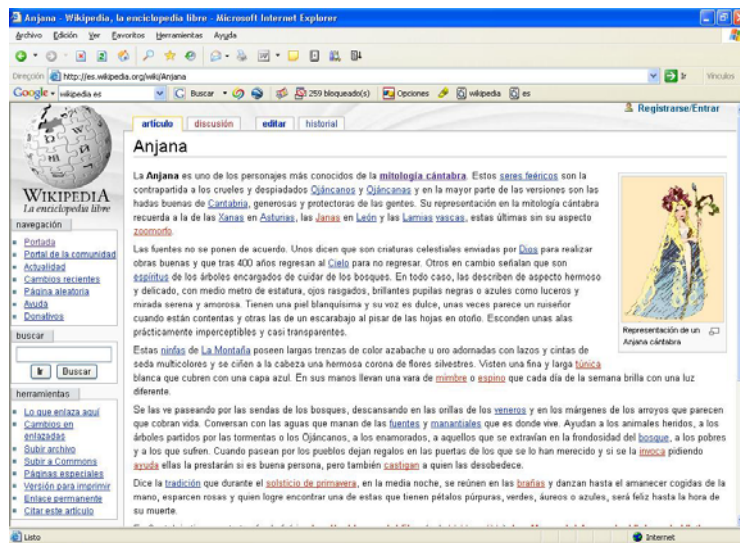 Anjana - Wikipedia, la enciclopedia libre - Microsoft Internet Explorer
Archivo Edición Ver Favoritos Herramientas Ayuda
Dirección http://es.wikipedia.org/wiki/Anjana Ir Vínculos
Google wikipedia es Buscar 259 bloqueado(s) Opciones wikipedia es
Registrarse/Entrar
artículo discusión editar historial
Anjana
La Anjana es uno de los personajes más conocidos de la mitología cántabra. Estos seres feéricos son la
contrapartida a los crueles y despiadados Ojáncanos y Ojáncanas y en la mayor parte de las versiones son las
hadas buenas de Cantabria, generosas y protectoras de las gentes. Su representación en la mitología cántabra
recuerda a la de las Xanas en Asturias, las Janas en León y las Lamias vascas, estas últimas sin su aspecto
zoomorfo.
Las fuentes no se ponen de acuerdo. Unos dicen que son criaturas celestiales enviadas por Dios para realizar
obras buenas y que tras 400 años regresan al Cielo para no regresar. Otros en cambio señalan que son
espíritus de los árboles encargados de cuidar de los bosques. En todo caso, las describen de aspecto hermoso
y delicado, con medio metro de estatura, ojos rasgados, brillantes pupilas negras o azules como luceros y
mirada serena y amorosa. Tienen una piel blanquísima y su voz es dulce, unas veces parece un ruiseñor
cuando están contentas y otras las de un escarabajo al pisar de las hojas en otoño. Esconden unas alas
prácticamente imperceptibles y casi transparentes.
Representación de un
Anjana cántabra
Estas ninfas de La Montaña poseen largas trenzas de color azabache u oro adornadas con lazos y cintas de
seda multicolores y se ciñen a la cabeza una hermosa corona de flores silvestres. Visten una fina y larga túnica
blanca que cubren con una capa azul. En sus manos llevan una vara de mimbre o espino que cada día de la semana brilla con una luz
diferente.
Se las ve paseando por las sendas de los bosques, descansando en las orillas de los veneros y en los márgenes de los arroyos que parecen
que cobran vida. Conversan con las aguas que manan de las fuentes y manantiales que es donde vive. Ayudan a los animales heridos, a los
árboles partidos por las tormentas o los Ojáncanos, a los enamorados, a aquellos que se extravían en la frondosidad del bosque, a los pobres
y a los que sufren. Cuando pasean por los pueblos dejan regalos en las puertas de los que se lo han merecido y si se la invoca pidiendo
ayuda ellas la prestarán si es buena persona, pero también castigan a quien las desobedece.
Dice la tradición que durante el solsticio de primavera, en la media noche, se reúnen en las brañas y danzan hasta el amanecer cogidas de la
mano, esparcen rosas y quien logre encontrar una de estas que tienen pétalos púrpuras, verdes, áureos o azules, será feliz hasta la hora de
su muerte.
WIKIPEDIA
La enciclopedia libre
navegación
Portada
Portal de la comunidad
Actualidad
Cambios recientes
Página aleatoria
Ayuda
Donativos
buscar
Ir Buscar
herramientas
Lo que enlaza aquí
Cambios en
enlazadas
Subir archivo
Subir a Commons
Páginas especiales
Versión para imprimir
Enlace permanente
Citar este artículo
Listo Internet